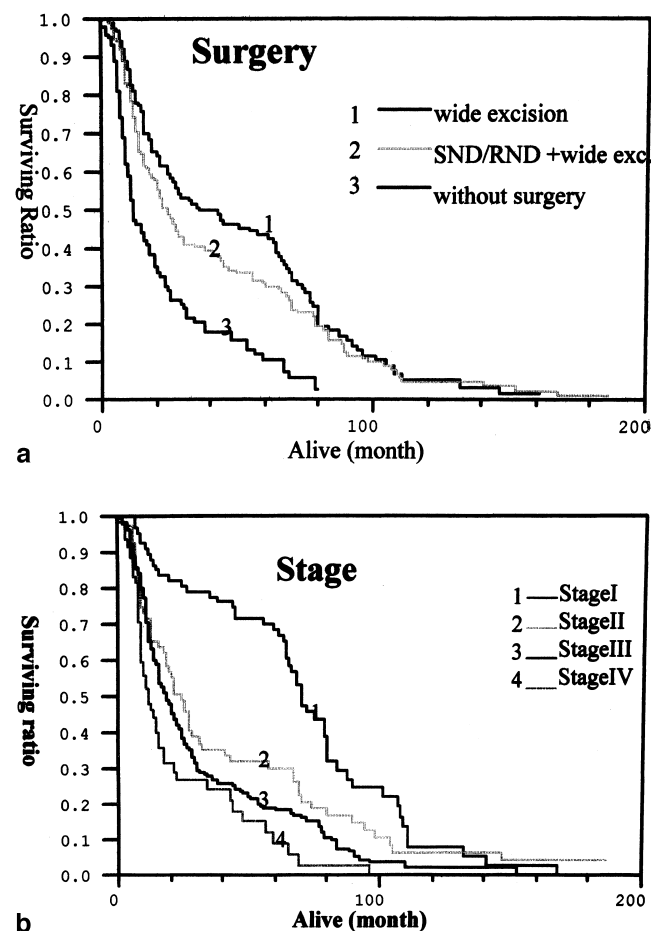 Surgery
1.0
0.9
0.8
0.7
0.6
0.5
0.4
0.3
0.2
0.1
0.0
Surviving Ratio
1 wide excision
2 SND/RND +wide exc.
3 without surgery
1
2
3
0 100 200
Alive (month)
a
Stage
1.0
0.9
0.8
0.7
0.6
0.5
0.4
0.3
0.2
0.1
0.0
Surviving ratio
1 StageI
2 StageII
3 StageIII
4 StageIV
1
2
3
4
0 100 200
Alive (month)
b